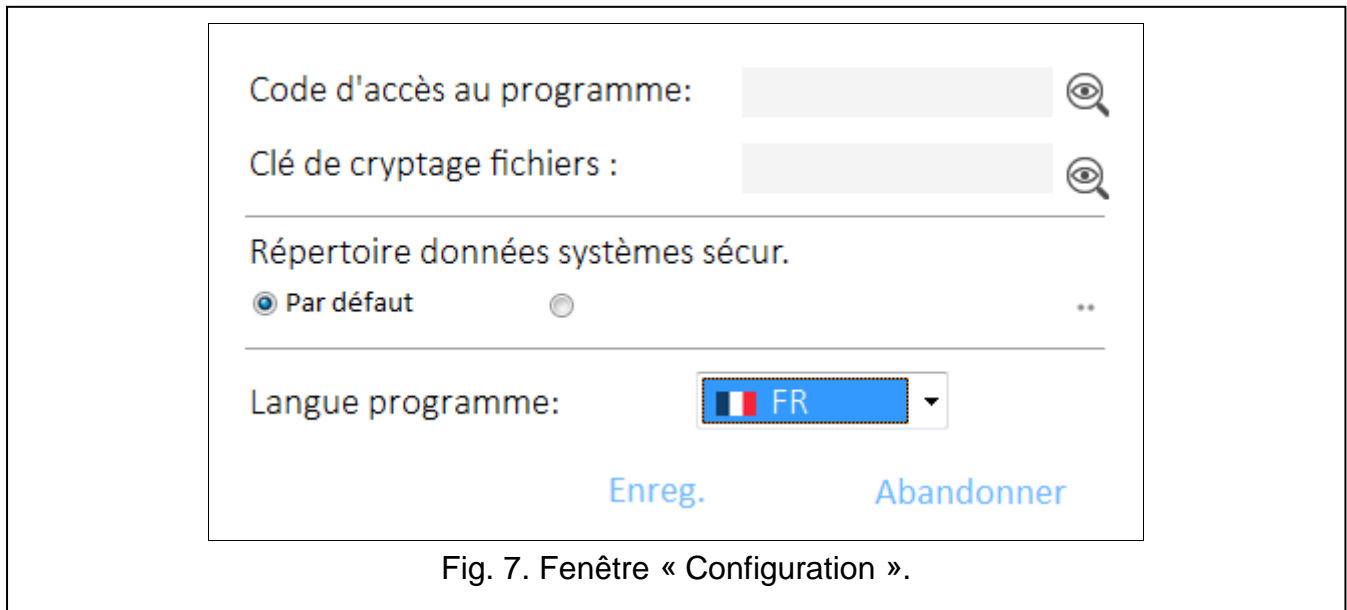 Code d'accès au programme:
Clé de cryptage fichiers :
Répertoire données systèmes sécur.
Par défaut ..
Langue programme: FR
Enreg. Abandonner
Fig. 7. Fenêtre « Configuration ».